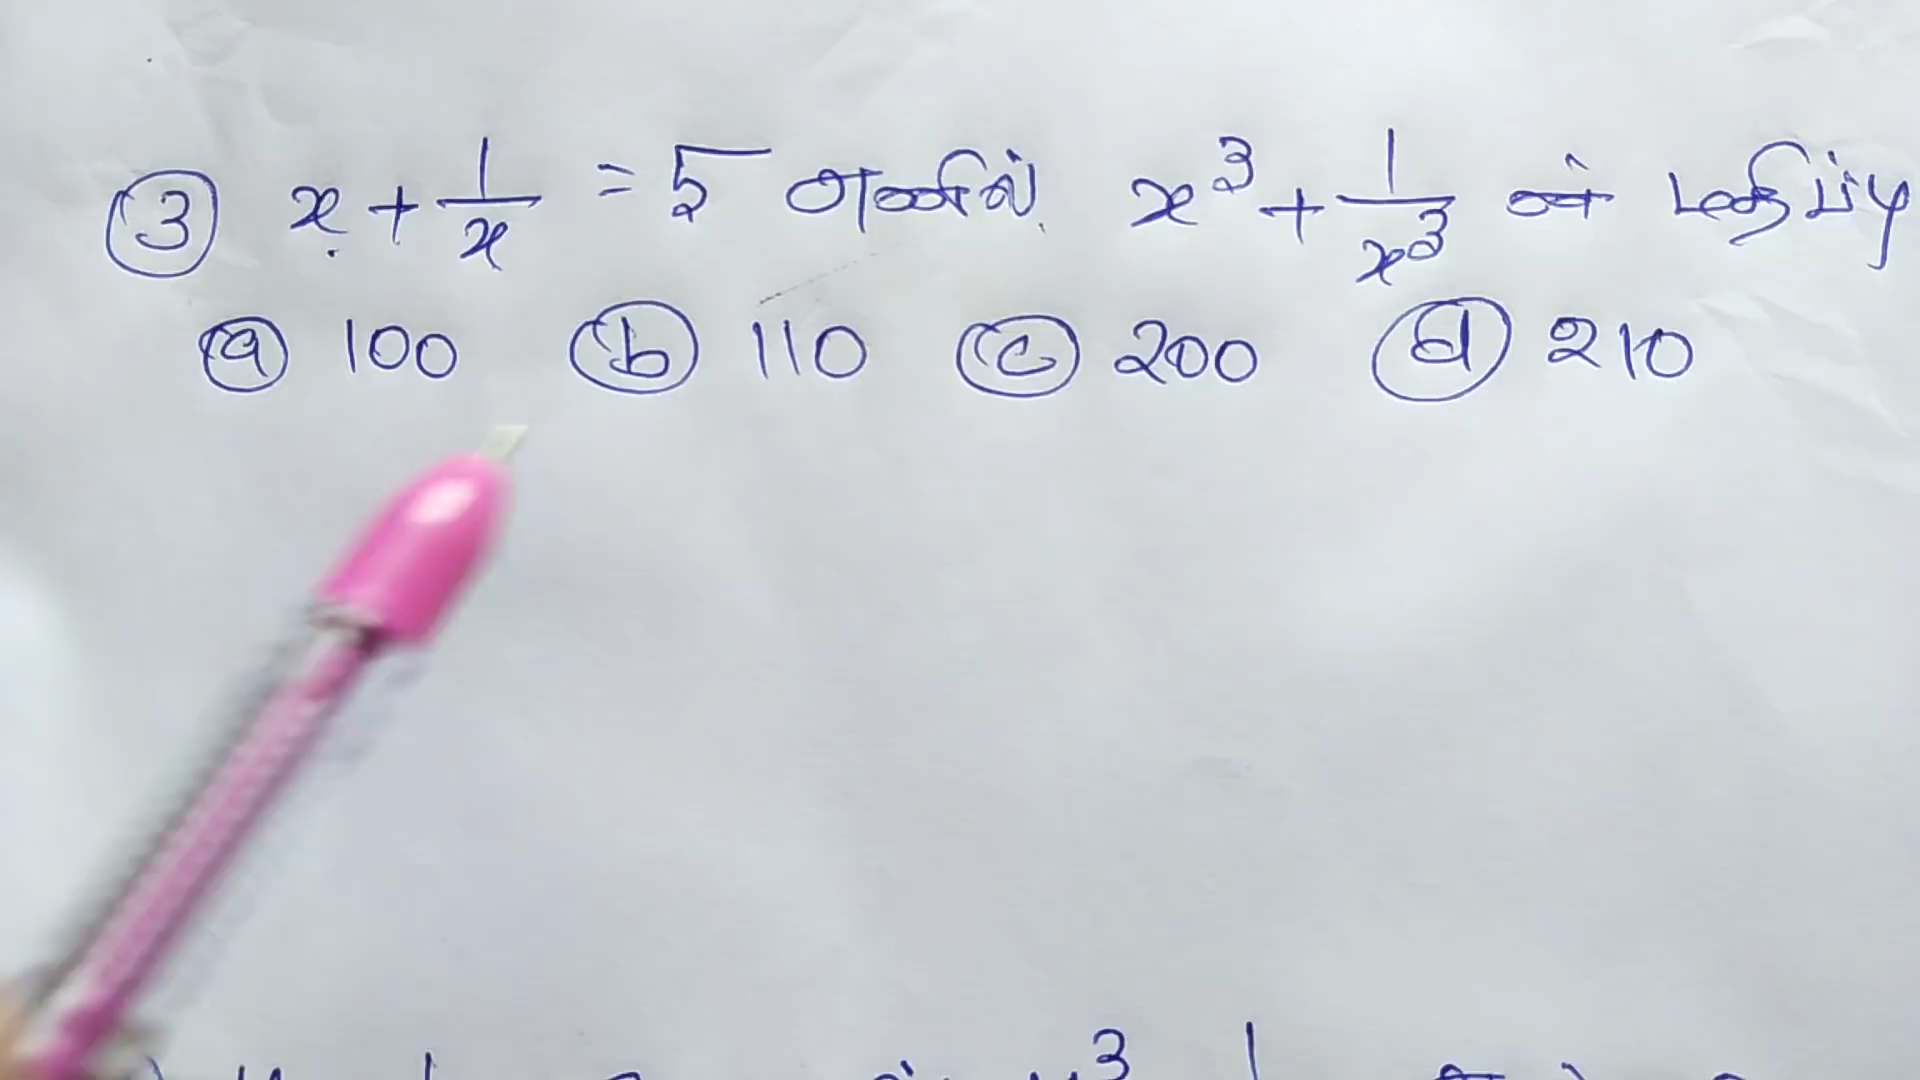 ③ x + 1/x = 5 எனில் x³ + 1/x³ ன் மதிப்பு
ⓐ 100 ⓑ 110 ⓒ 200 ⓓ 210